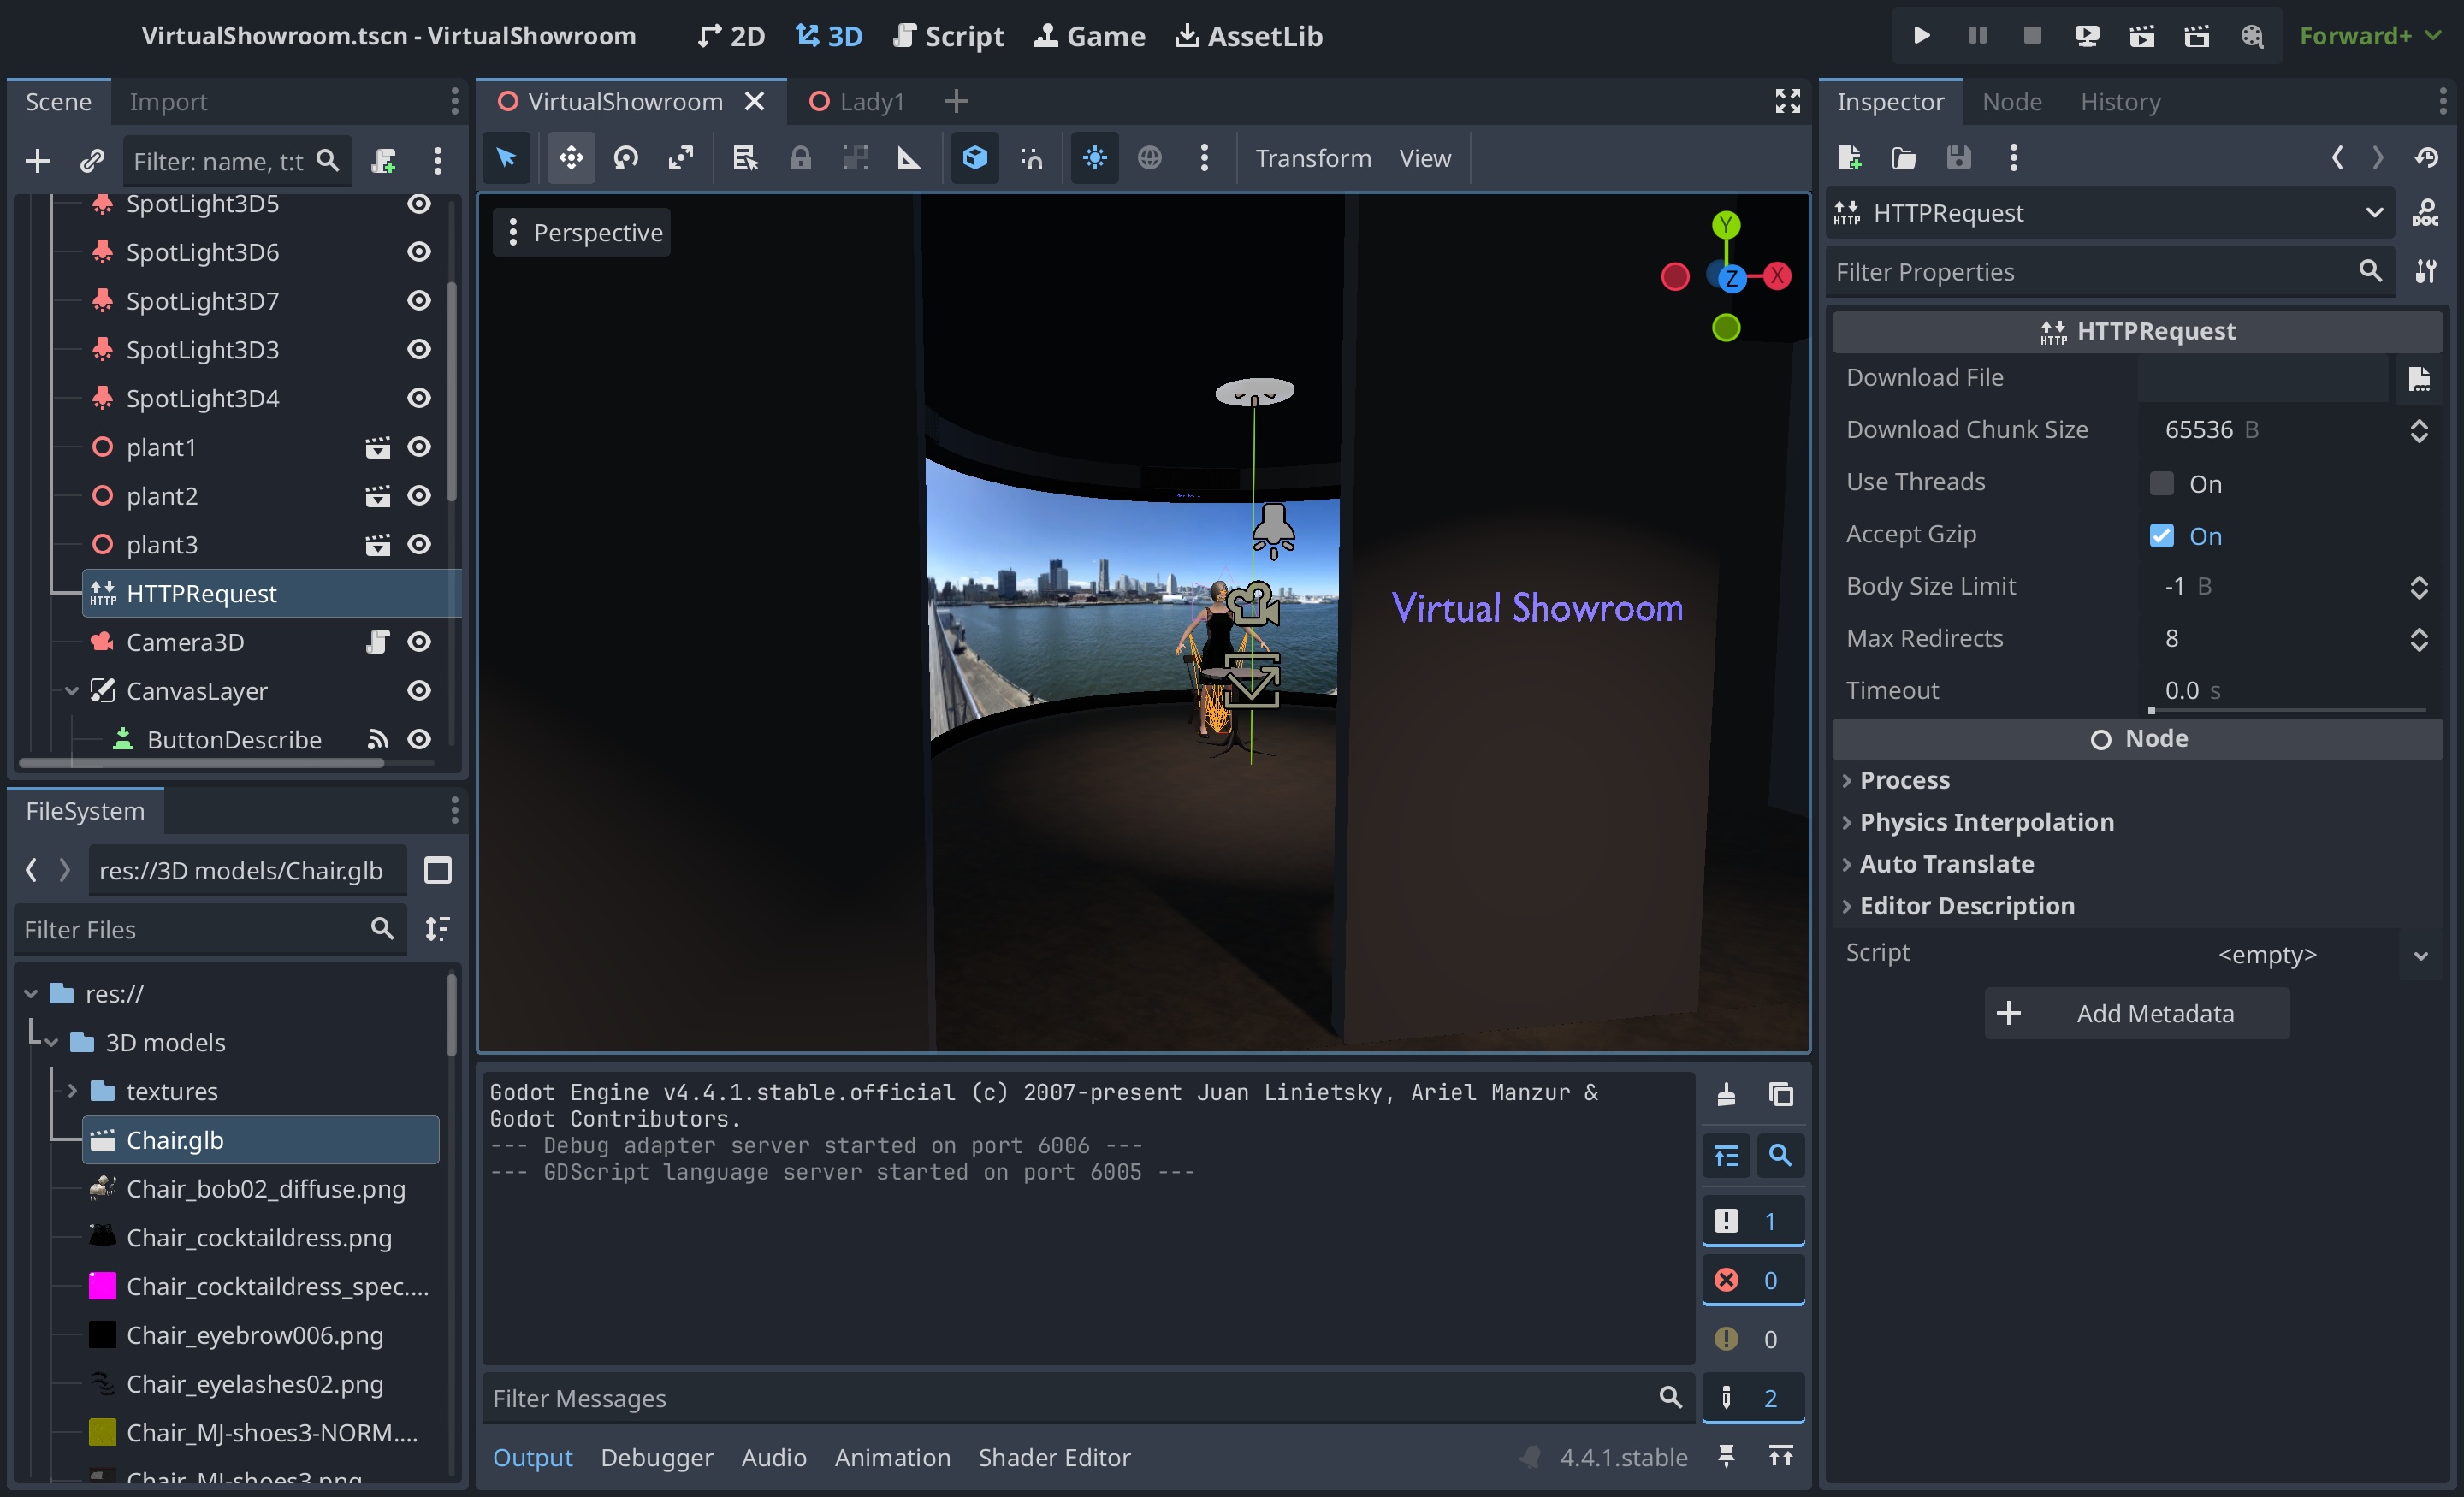 VirtualShowroom.tscn - VirtualShowroom
2D
3D
Script
Game
AssetLib
Forward+
Scene
Import
Filter: name, t:t
SpotLight3D5
SpotLight3D6
SpotLight3D7
SpotLight3D3
SpotLight3D4
plant1
plant2
plant3
HTTP HTTPRequest
Camera3D
CanvasLayer
ButtonDescribe
FileSystem
res://3D models/Chair.glb
Filter Files
res://
3D models
textures
Chair.glb
Chair_bob02_diffuse.png
Chair_cocktaildress.png
Chair_cocktaildress_spec....
Chair_eyebrow006.png
Chair_eyelashes02.png
Chair_MJ-shoes3-NORM....
Chair_MJ-shoes3.png
VirtualShowroom
Lady1
Transform
View
Perspective
Y
Z
X
Virtual Showroom
Godot Engine v4.4.1.stable.official (c) 2007-present Juan Linietsky, Ariel Manzur &
Godot Contributors.
--- Debug adapter server started on port 6006 ---
--- GDScript language server started on port 6005 ---
1
0
0
2
Filter Messages
Output
Debugger
Audio
Animation
Shader Editor
4.4.1.stable
Inspector
Node
History
HTTP HTTPRequest
DOC
Filter Properties
HTTP HTTPRequest
Download File
Download Chunk Size 65536 B
Use Threads On
Accept Gzip On
Body Size Limit -1 B
Max Redirects 8
Timeout 0.0 s
Node
Process
Physics Interpolation
Auto Translate
Editor Description
Script <empty>
Add Metadata